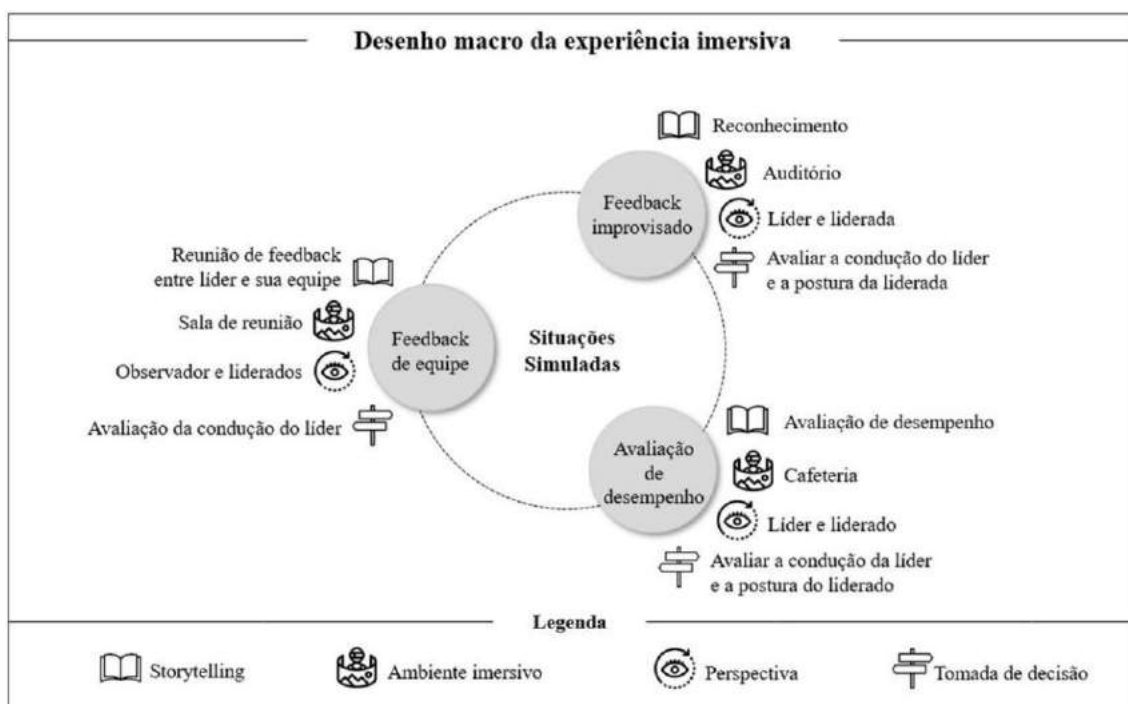 Desenho macro da experiência imersiva
Reconhecimento
Auditório
Feedback
improvisado
Líder e liderada
Avaliar a condução do líder
e a postura da liderada
Reunião de feedback
entre líder e sua equipe
Sala de reunião
Feedback
de equipe
Observador e liderados
Avaliação da condução do líder
Situações
Simuladas
Avaliação de desempenho
Avaliação
de
desempenho
Cafeteria
Líder e liderado
Avaliar a condução da líder
e a postura do liderado
Legenda
Storytelling
Ambiente imersivo
Perspectiva
Tomada de decisão